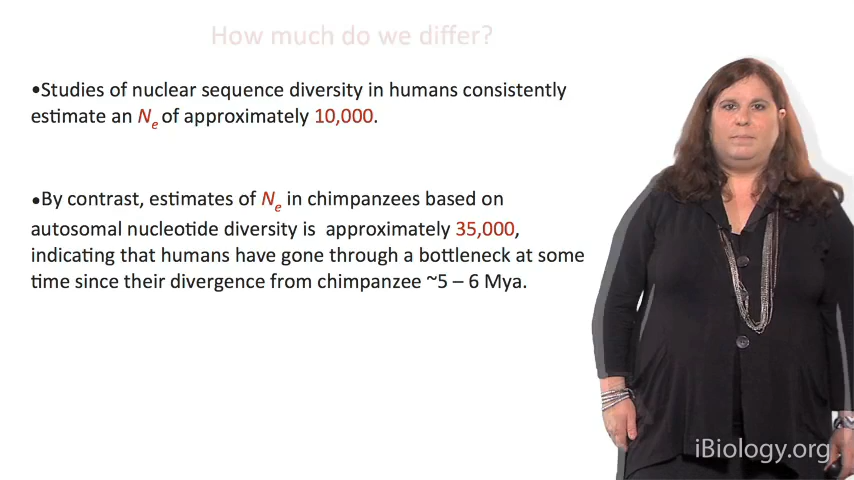 How much do we differ?
•Studies of nuclear sequence diversity in humans consistently
estimate an Ne of approximately 10,000.
•By contrast, estimates of Ne in chimpanzees based on
autosomal nucleotide diversity is  approximately 35,000,
indicating that humans have gone through a bottleneck at some
time since their divergence from chimpanzee ~5 – 6 Mya.
iBiology.org